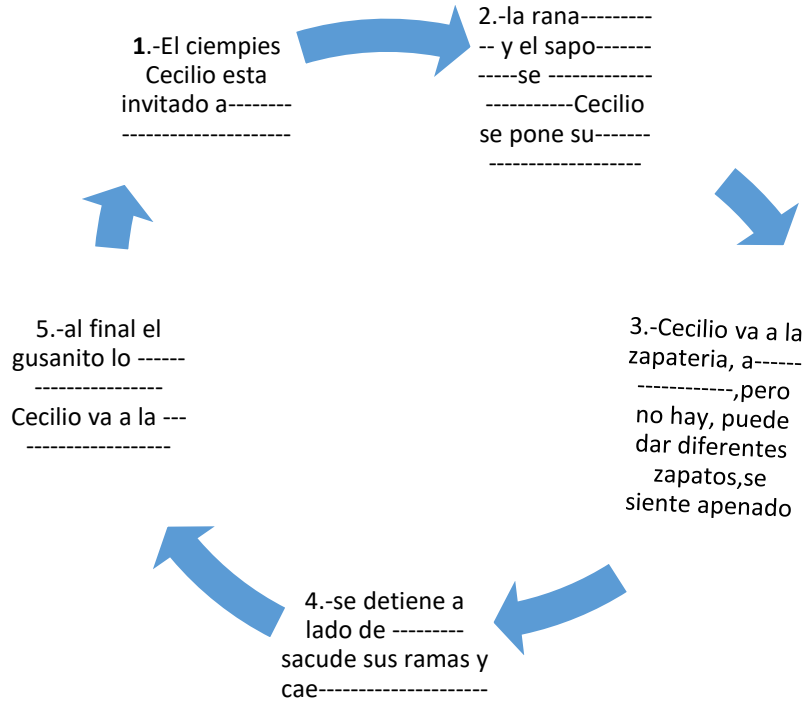 1.-El ciempies
Cecilio esta
invitado a--------
---------------------
2.-la rana---------
-- y el sapo-------
-----se -------------
-----------Cecilio
se pone su-------
-------------------
3.-Cecilio va a la
zapateria, a------
------------,pero
no hay, puede
dar diferentes
zapatos,se
siente apenado
4.-se detiene a
lado de ---------
sacude sus ramas y
cae---------------------
5.-al final el
gusanito lo ------
----------------
Cecilio va a la ---
------------------